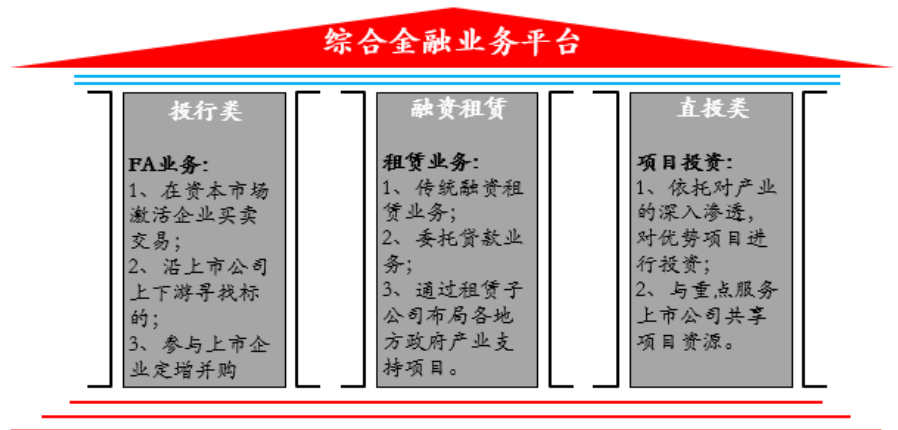 综合金融业务平台
投行类
FA业务:
1、在资本市场
激活企业买卖
交易;
2、沿上市公司
上下游寻找标
的;
3、参与上市企
业定增并购
融资租赁
租赁业务:
1、传统融资租
赁业务;
2、委托贷款业
务;
3、通过租赁子
公司布局各地
方政府产业支
持项目。
直投类
项目投资:
1、依托对产业
的深入渗透,
对优势项目进
行投资;
2、与重点服务
上市公司共享
项目资源。